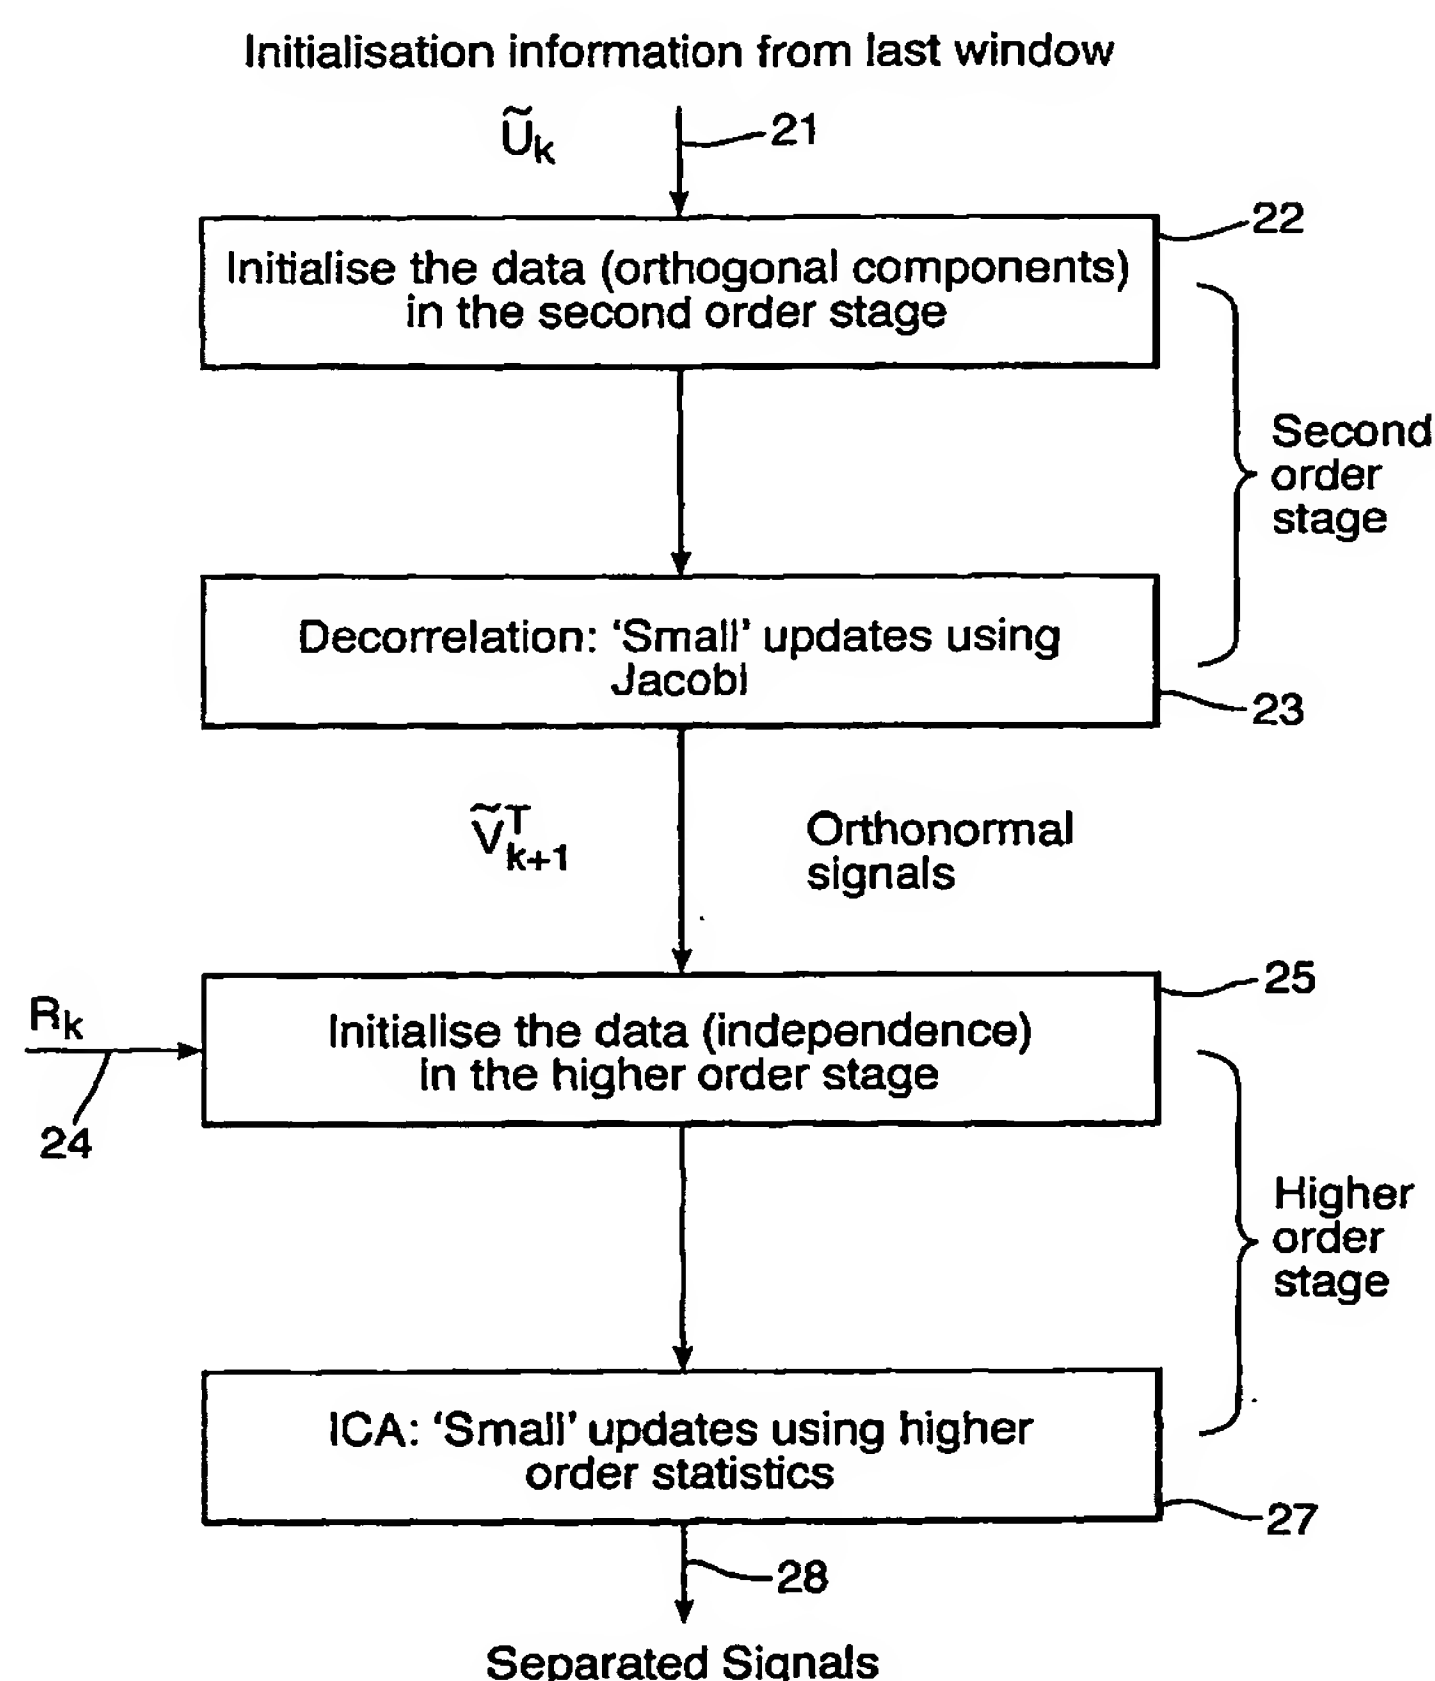 Initialisation information from last window
Ũk
21
22
Initialise the data (orthogonal components)
in the second order stage
Second
order
stage
Decorrelation: ‘Small’ updates using
Jacobi
23
ṼT k+1
Orthonormal
signals
25
Rk
Initialise the data (independence)
in the higher order stage
24
Higher
order
stage
ICA: ‘Small’ updates using higher
order statistics
27
28
Separated Signals